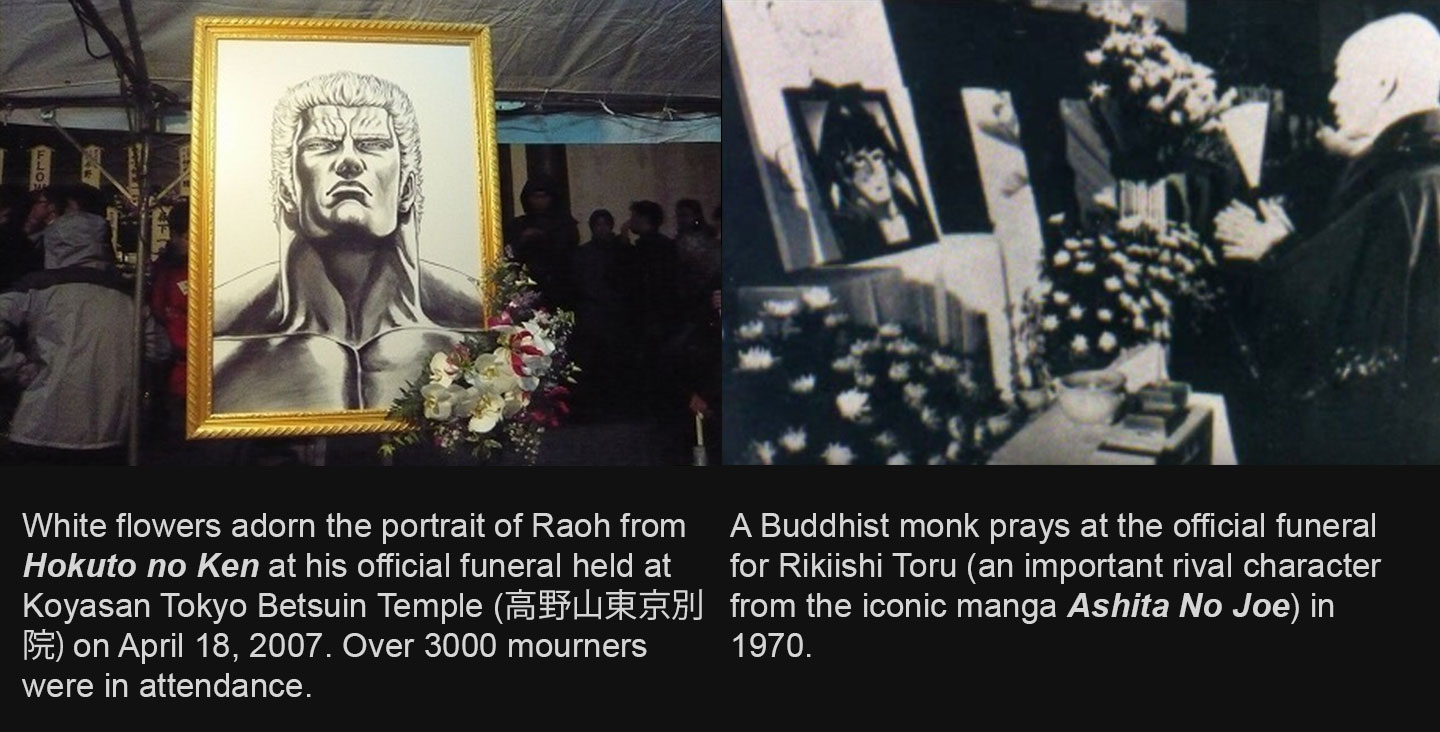 FLOW
White flowers adorn the portrait of Raoh from
Hokuto no Ken at his official funeral held at
Koyasan Tokyo Betsuin Temple (高野山東京別
院) on April 18, 2007. Over 3000 mourners
were in attendance.
A Buddhist monk prays at the official funeral
for Rikiishi Toru (an important rival character
from the iconic manga Ashita No Joe) in
1970.